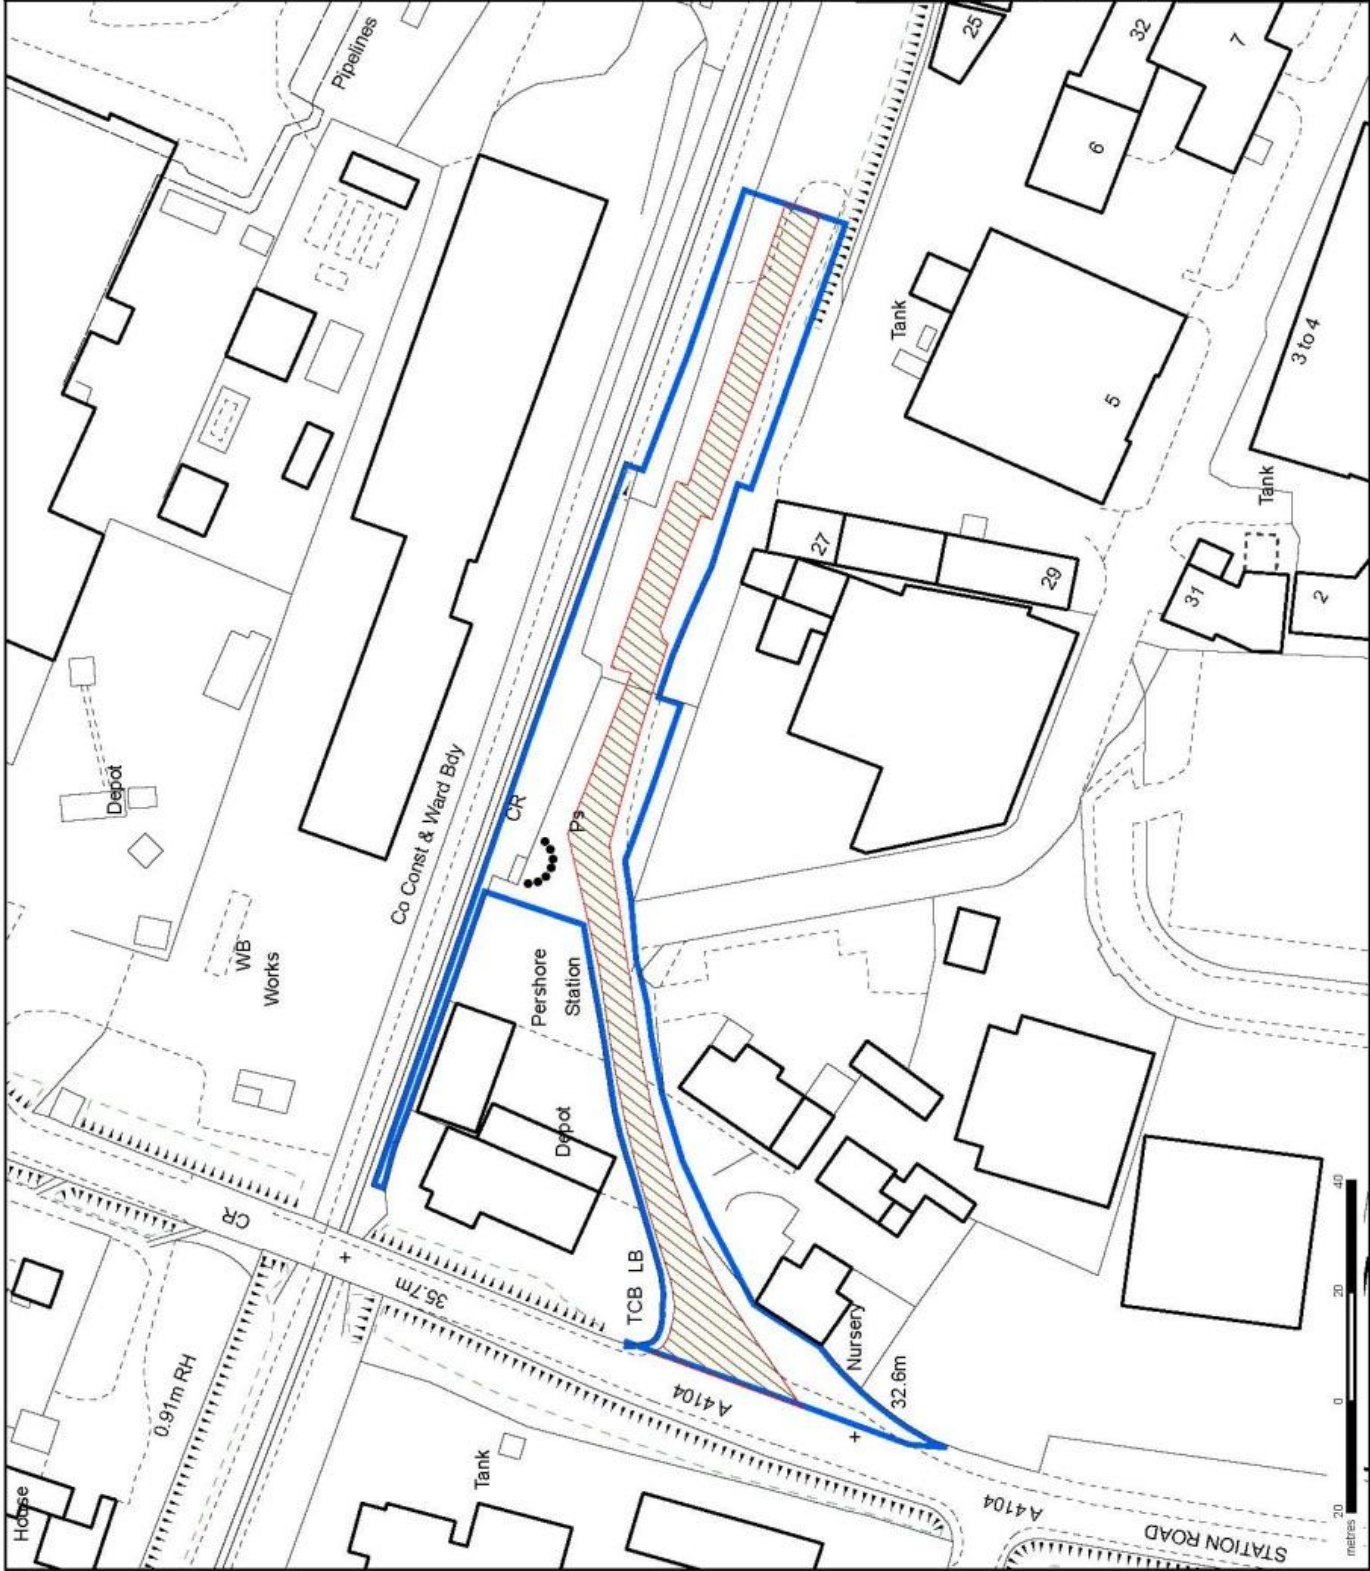 Pipelines
25
32
7
6
Tank
5
3 to 4
Tank
27
29
31
2
Depot
CR
Ps
Co Const & Ward Bdy
WB
Works
Pershore
Station
Depot
TCB LB
CR
35.7m
A4104
Nursery
32.6m
0.91m RH
House
Tank
A4104
STATION ROAD
20 0 20 40
metres